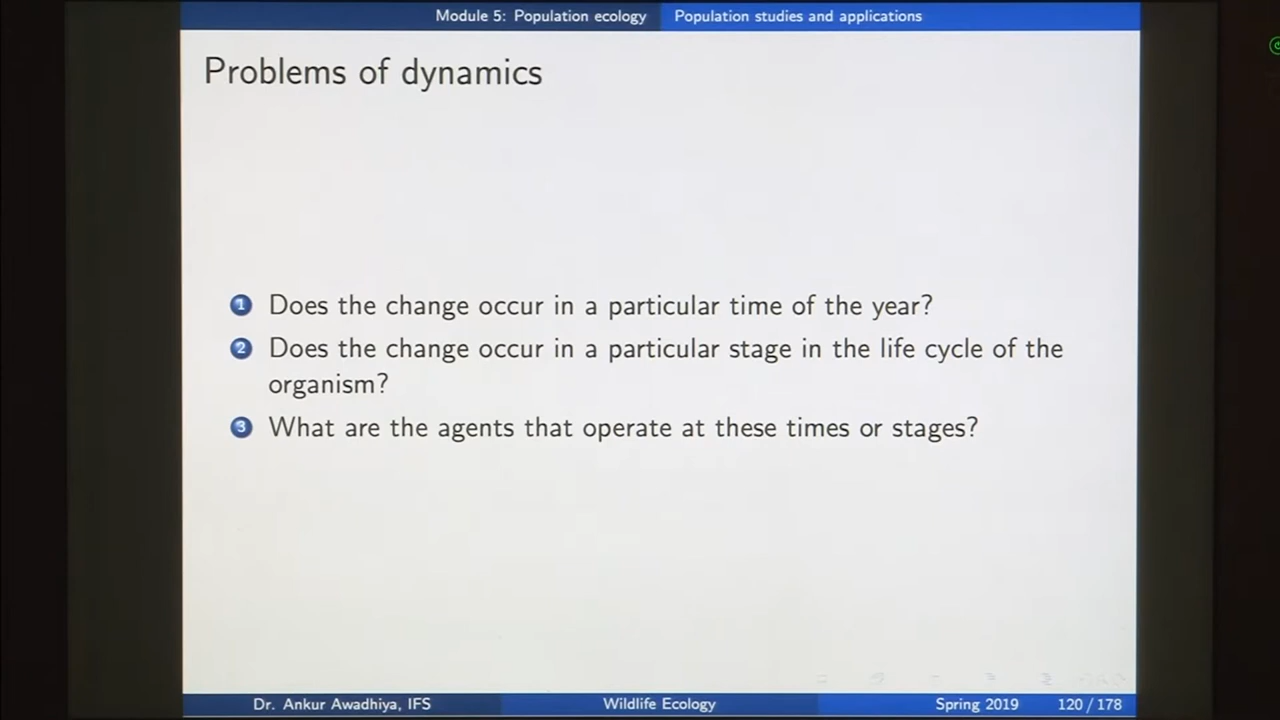 Module 5: Population ecology Population studies and applications
Problems of dynamics
1 Does the change occur in a particular time of the year?
2 Does the change occur in a particular stage in the life cycle of the
organism?
3 What are the agents that operate at these times or stages?
Dr. Ankur Awadhiya, IFS Wildlife Ecology Spring 2019 120 / 178